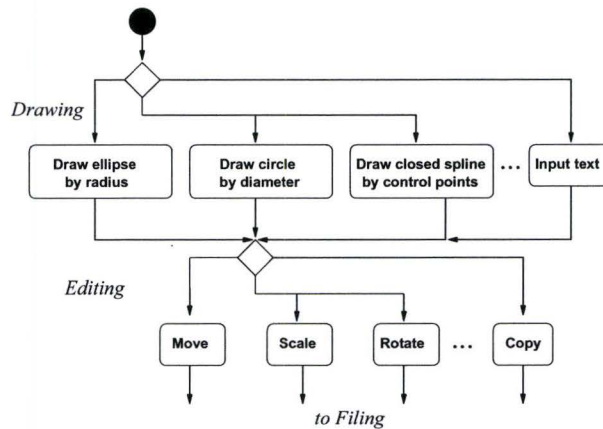 Drawing
Draw ellipse
by radius
Draw circle
by diameter
Draw closed spline
by control points
...
Input text
Editing
Move
Scale
Rotate
...
Copy
to Filing